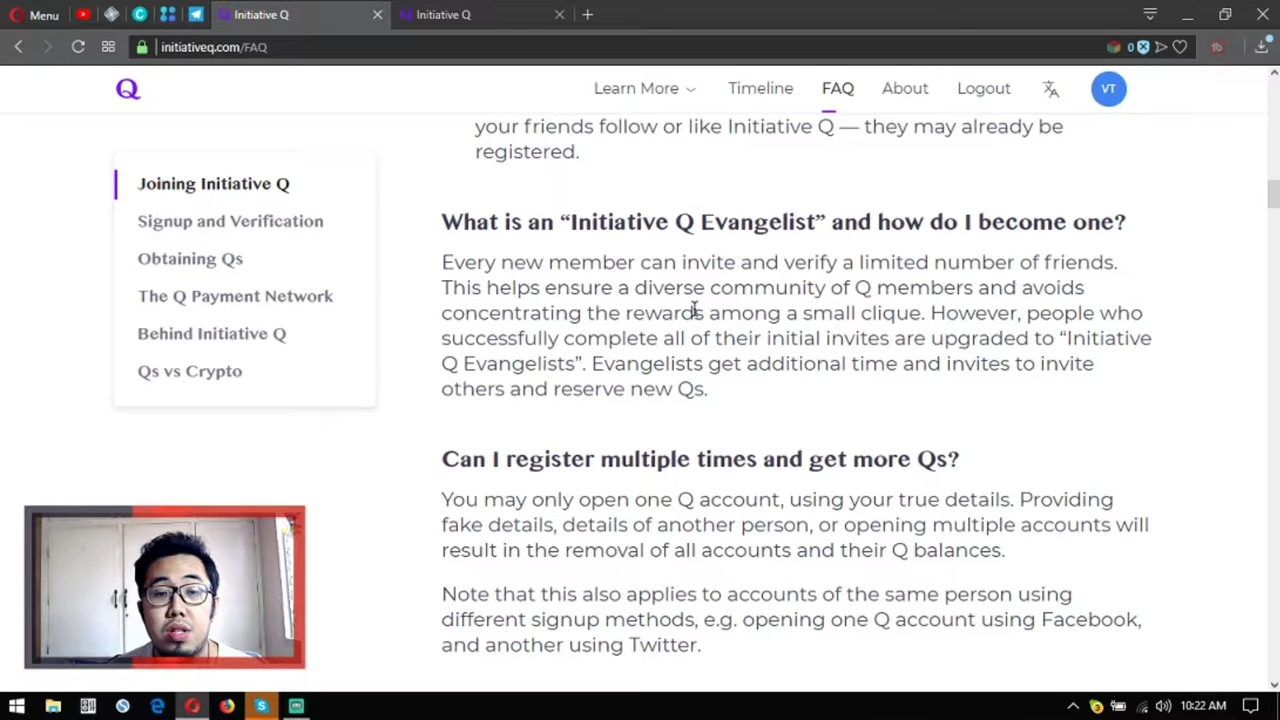 Menu
Initiative Q
Initiative Q
initiativeq.com/FAQ
0
Q
Learn More
Timeline
FAQ
About
Logout
VT
your friends follow or like Initiative Q — they may already be
registered.
Joining Initiative Q
Signup and Verification
Obtaining Qs
The Q Payment Network
Behind Initiative Q
Qs vs Crypto
What is an “Initiative Q Evangelist” and how do I become one?
Every new member can invite and verify a limited number of friends.
This helps ensure a diverse community of Q members and avoids
concentrating the rewards among a small clique. However, people who
successfully complete all of their initial invites are upgraded to “Initiative
Q Evangelists”. Evangelists get additional time and invites to invite
others and reserve new Qs.
Can I register multiple times and get more Qs?
You may only open one Q account, using your true details. Providing
fake details, details of another person, or opening multiple accounts will
result in the removal of all accounts and their Q balances.
Note that this also applies to accounts of the same person using
different signup methods, e.g. opening one Q account using Facebook,
and another using Twitter.
10:22 AM